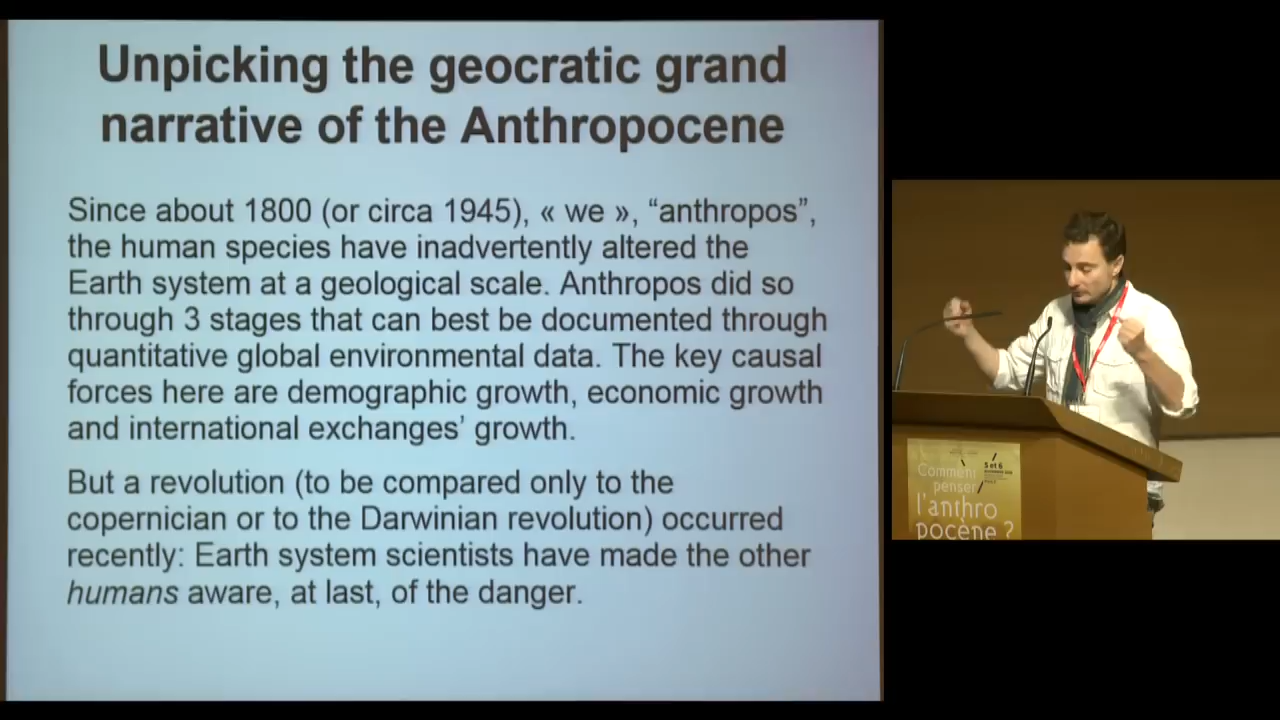 Unpicking the geocratic grand
narrative of the Anthropocene
Since about 1800 (or circa 1945), « we », “anthropos”,
the human species have inadvertently altered the
Earth system at a geological scale. Anthropos did so
through 3 stages that can best be documented through
quantitative global environmental data. The key causal
forces here are demographic growth, economic growth
and international exchanges’ growth.
But a revolution (to be compared only to the
copernician or to the Darwinian revolution) occurred
recently: Earth system scientists have made the other
humans aware, at last, of the danger.
Comment
penser
l'anthro
pocène ?
5 et 6